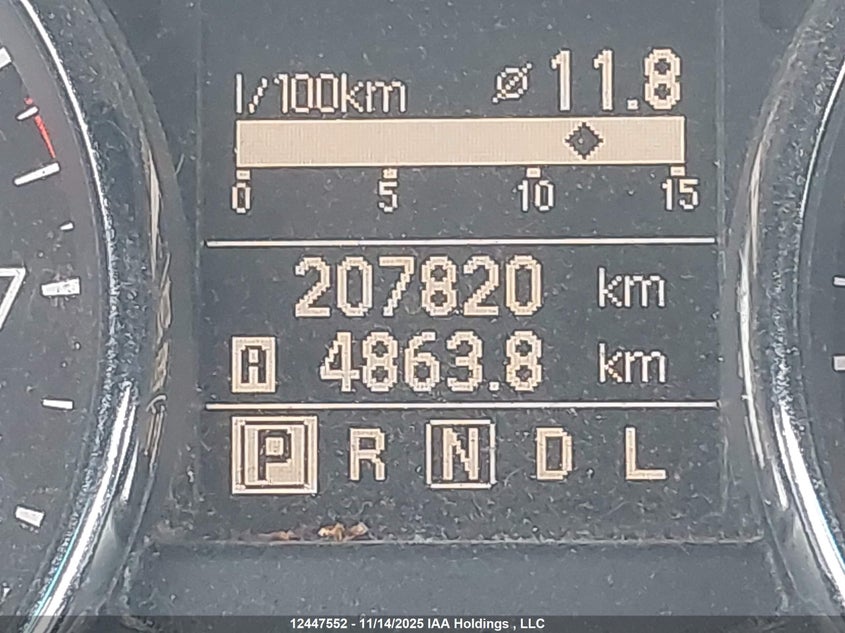 l/100km ⌀ 11.8
0 5 10 15
207820 km
A 4863.8 km
P R N D L
12447552 - 11/14/2025 IAA Holdings , LLC